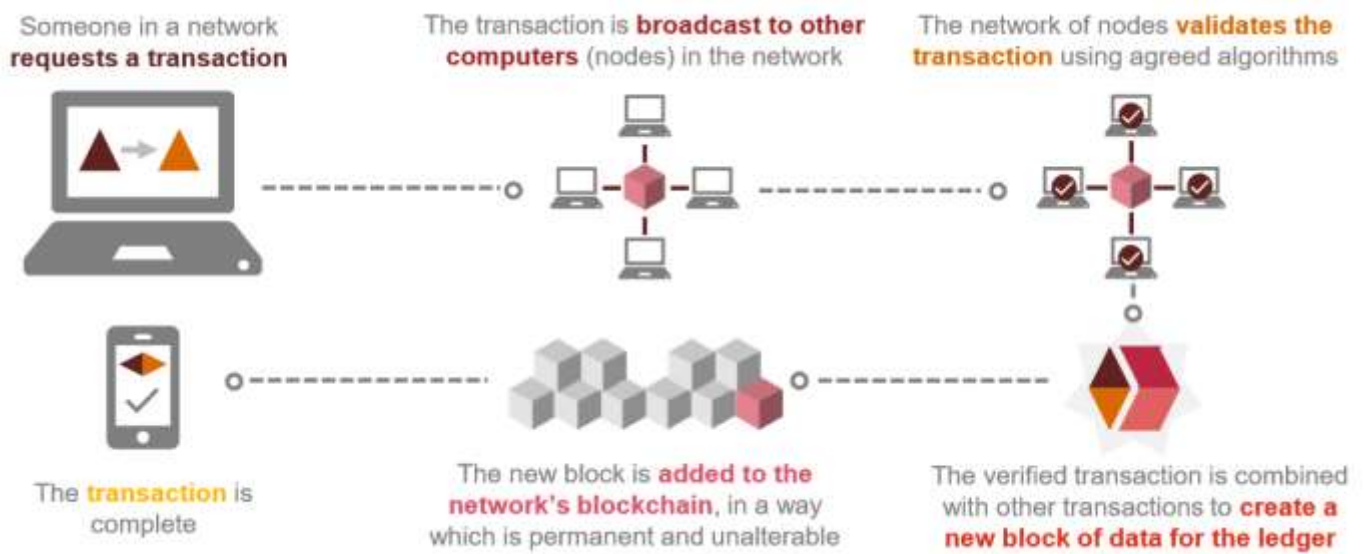 Someone in a network
requests a transaction
The transaction is broadcast to other
computers (nodes) in the network
The network of nodes validates the
transaction using agreed algorithms
The verified transaction is combined
with other transactions to create a
new block of data for the ledger
The new block is added to the
network's blockchain, in a way
which is permanent and unalterable
The transaction is
complete